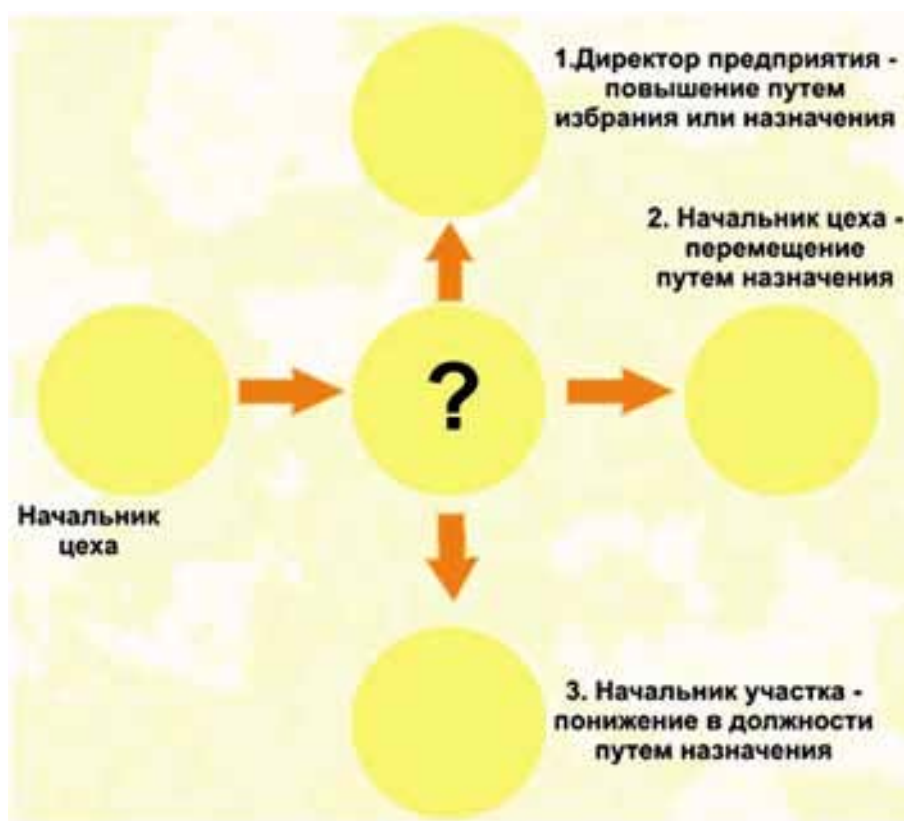 1.Директор предприятия -
повышение путем
избрания или назначения
2. Начальник цеха -
перемещение
путем назначения
?
Начальник
цеха
3. Начальник участка -
понижение в должности
путем назначения